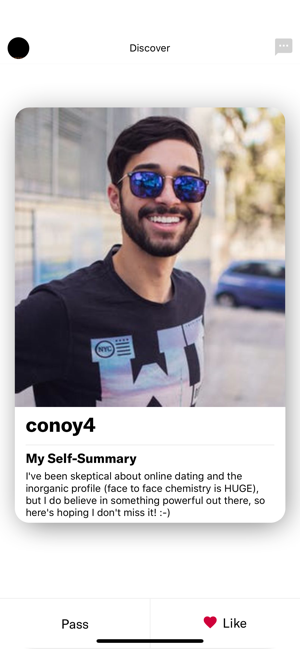 Discover
NYC
conoy4
My Self-Summary
I've been skeptical about online dating and the
inorganic profile (face to face chemistry is HUGE),
but I do believe in something powerful out there, so
here's hoping I don't miss it! :-)
Pass
Like